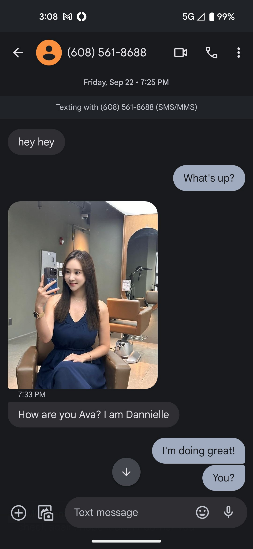 3:08 5G 99%
(608) 561-8688
Friday, Sep 22 • 7:25 PM
Texting with (608) 561-8688 (SMS/MMS)
hey hey
What's up?
7:33 PM
How are you Ava? I am Dannielle
I'm doing great!
You?
Text message